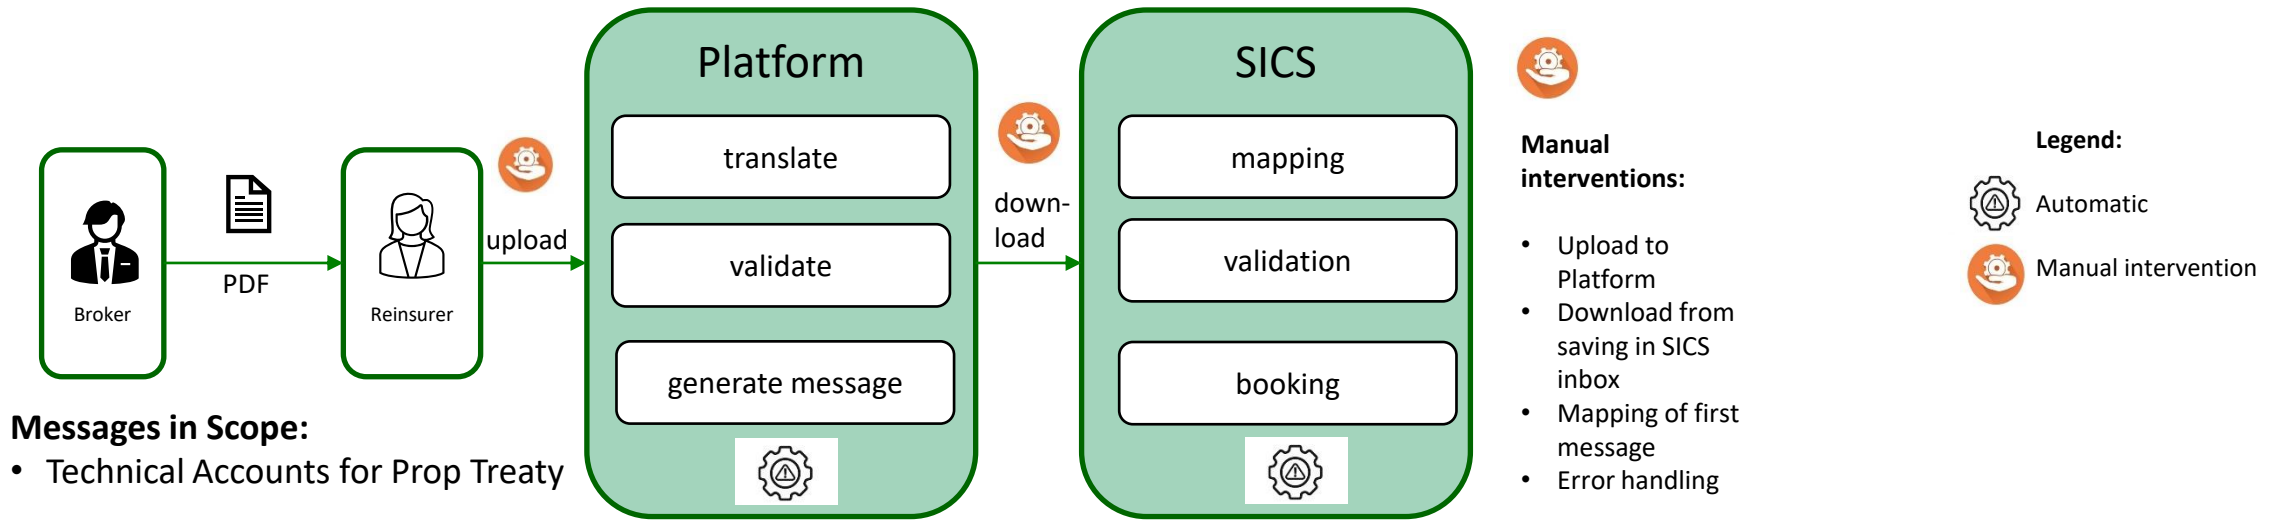 Platform
translate
validate
generate message
SICS
mapping
validation
booking
Broker
PDF
Reinsurer
upload
down-
load
Messages in Scope:
• Technical Accounts for Prop Treaty
Manual
interventions:
• Upload to
Platform
• Download from
saving in SICS
inbox
• Mapping of first
message
• Error handling
Legend:
Automatic
Manual intervention